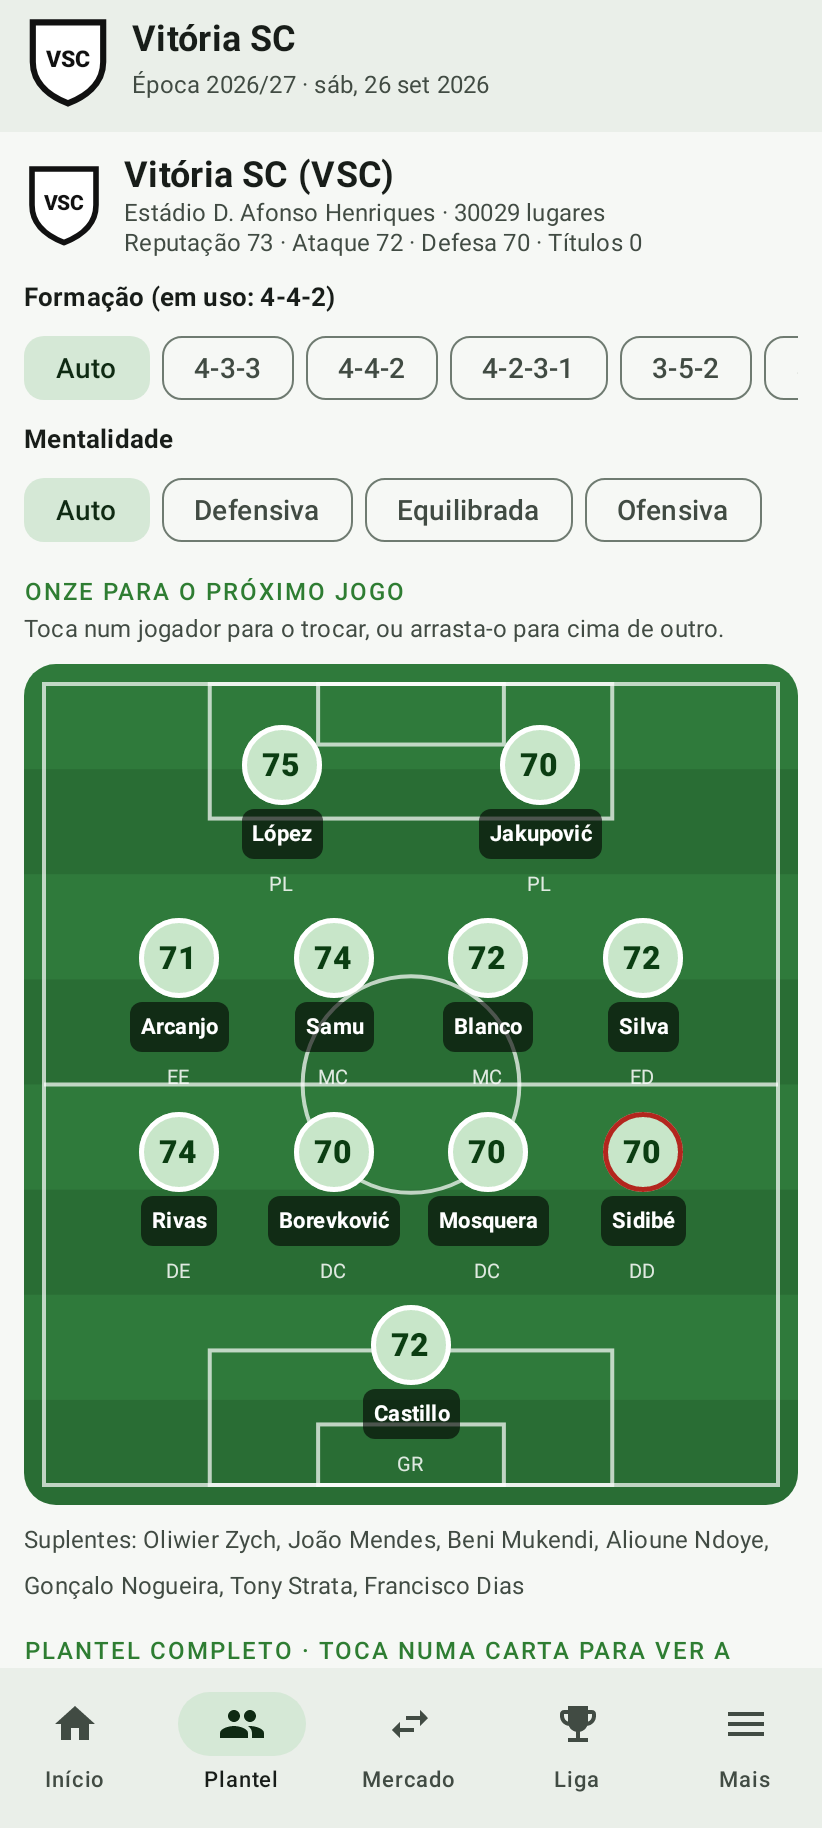 VSC
Vitória SC
Época 2026/27 · sáb, 26 set 2026
VSC
Vitória SC (VSC)
Estádio D. Afonso Henriques · 30029 lugares
Reputação 73 · Ataque 72 · Defesa 70 · Títulos 0
Formação (em uso: 4-4-2)
Auto 4-3-3 4-4-2 4-2-3-1 3-5-2
Mentalidade
Auto Defensiva Equilibrada Ofensiva
ONZE PARA O PRÓXIMO JOGO
Toca num jogador para o trocar, ou arrasta-o para cima de outro.
75 70
López Jakupović
PL PL
71 74 72 72
Arcanjo Samu Blanco Silva
EE MC MC ED
74 70 70 70
Rivas Borevković Mosquera Sidibé
DE DC DC DD
72
Castillo
GR
Suplentes: Oliwier Zych, João Mendes, Beni Mukendi, Alioune Ndoye,
Gonçalo Nogueira, Tony Strata, Francisco Dias
PLANTEL COMPLETO · TOCA NUMA CARTA PARA VER A
Início Plantel Mercado Liga Mais